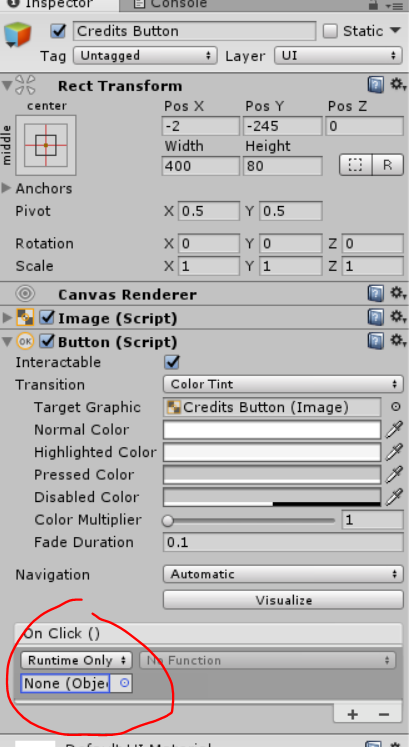 Inspector Console
Credits Button Static
Tag Untagged Layer UI
Rect Transform
center Pos X Pos Y Pos Z
-2 -245 0
middle Width Height
400 80 R
Anchors
Pivot X 0.5 Y 0.5
Rotation X 0 Y 0 Z 0
Scale X 1 Y 1 Z 1
Canvas Renderer
Image (Script)
OK Button (Script)
Interactable
Transition Color Tint
Target Graphic Credits Button (Image)
Normal Color
Highlighted Color
Pressed Color
Disabled Color
Color Multiplier 1
Fade Duration 0.1
Navigation Automatic
Visualize
On Click ()
Runtime Only No Function
None (Obje
+ −
Default UI Material